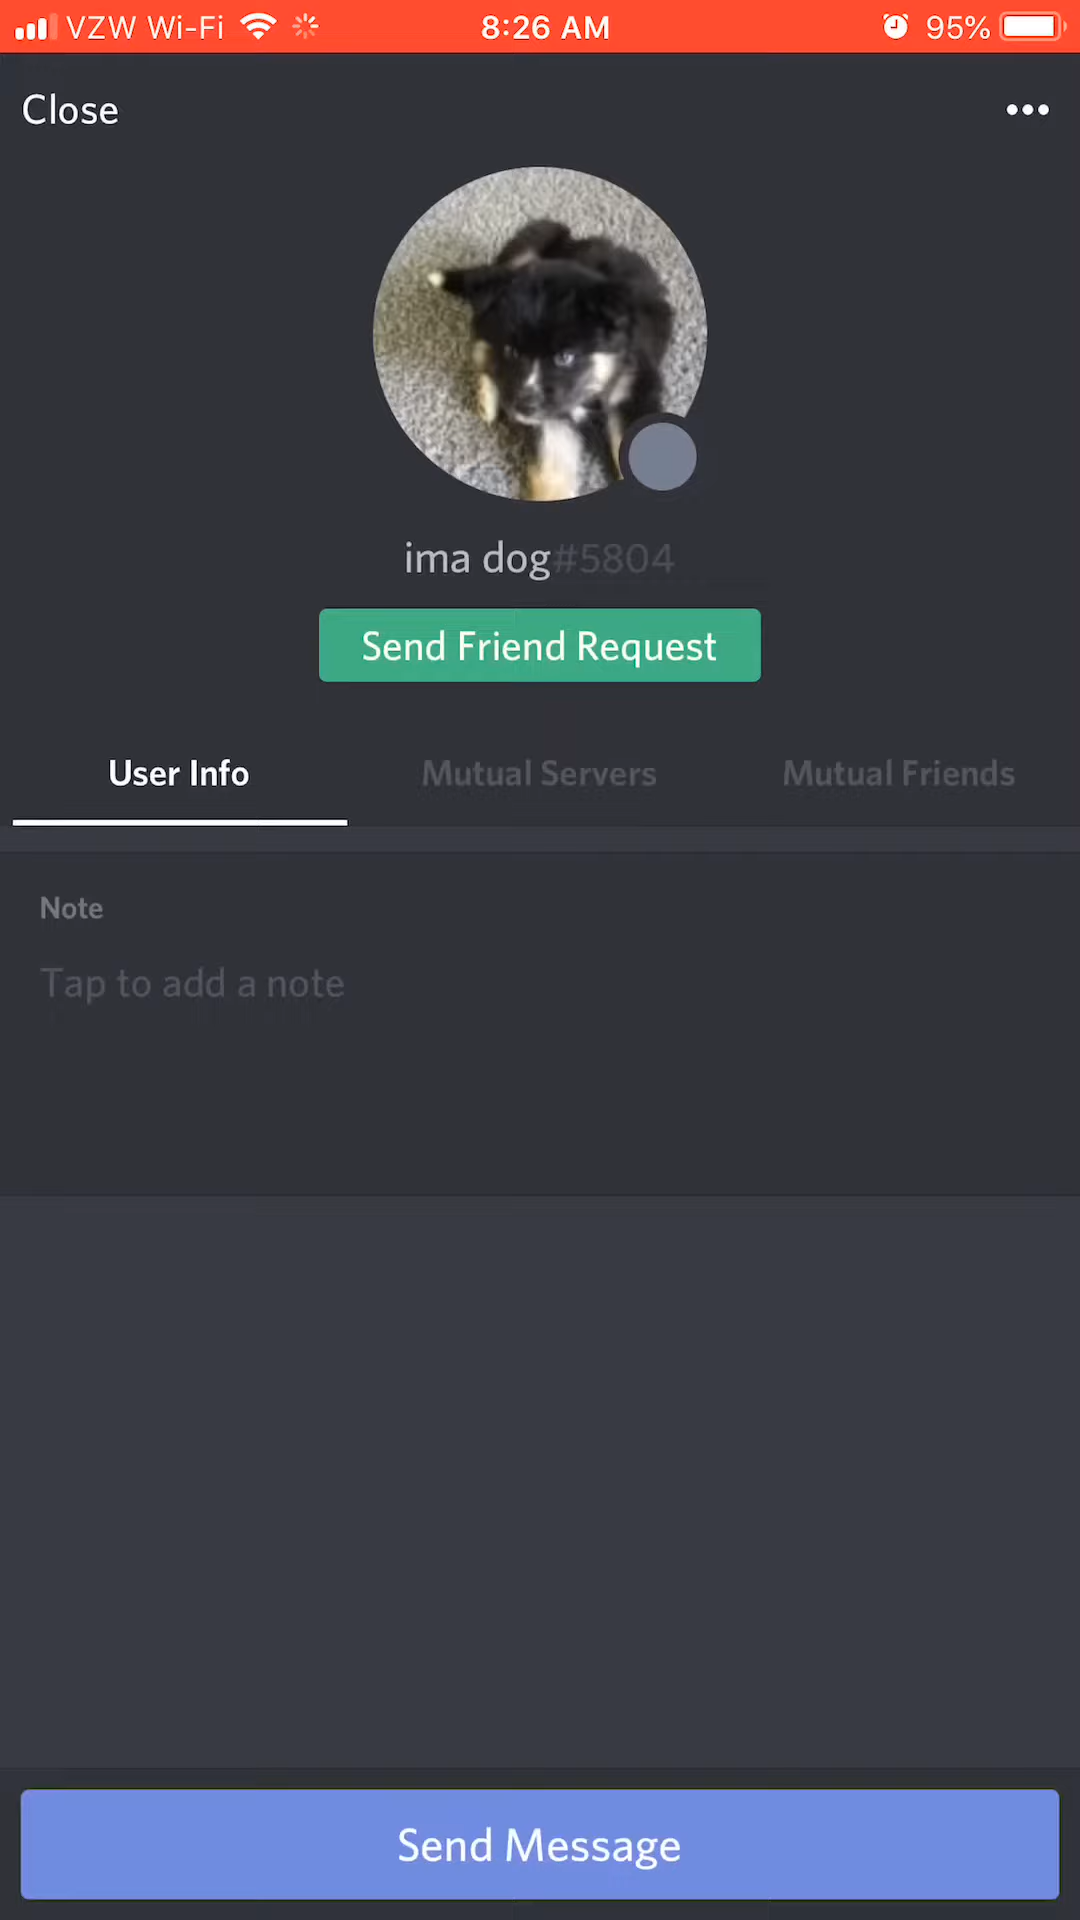 VZW Wi-Fi 8:26 AM 95%
Close
ima dog#5804
Send Friend Request
User Info Mutual Servers Mutual Friends
Note
Tap to add a note
Send Message